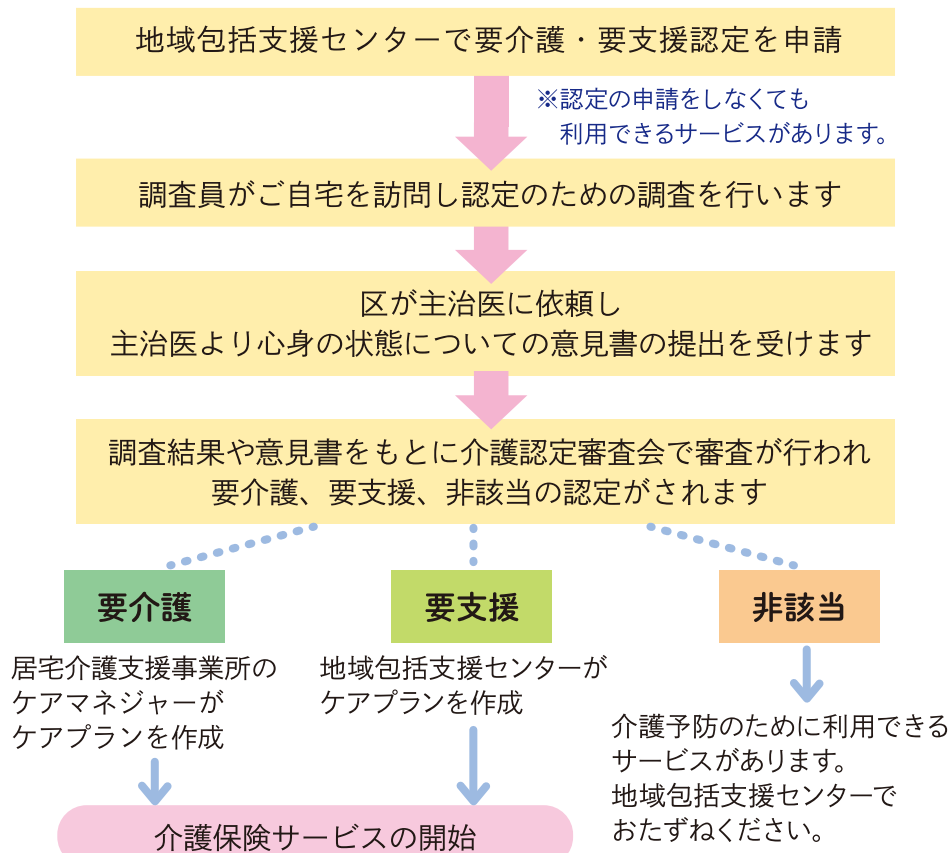 地域包括支援センターで要介護・要支援認定を申請
※認定の申請をしなくても
利用できるサービスがあります。
調査員がご自宅を訪問し認定のための調査を行います
区が主治医に依頼し
主治医より心身の状態についての意見書の提出を受けます
調査結果や意見書をもとに介護認定審査会で審査が行われ
要介護、要支援、非該当の認定がされます
要介護
居宅介護支援事業所の
ケアマネジャーが
ケアプランを作成
要支援
地域包括支援センターが
ケアプランを作成
非該当
介護予防のために利用できる
サービスがあります。
地域包括支援センターで
おたずねください。
介護保険サービスの開始